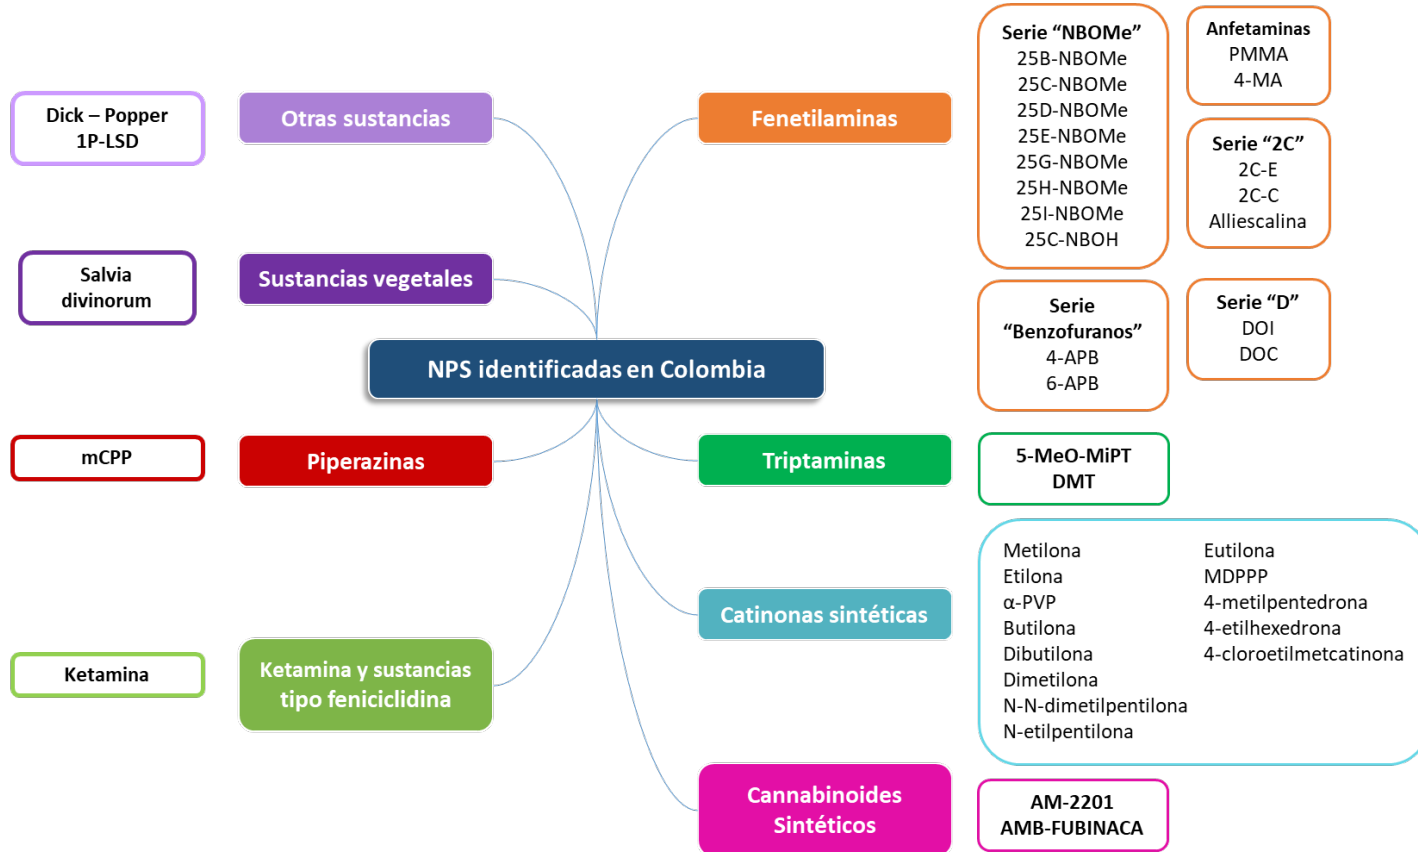 NPS identificadas en Colombia
Otras sustancias
Dick – Popper
1P-LSD
Sustancias vegetales
Salvia
divinorum
Piperazinas
mCPP
Ketamina y sustancias
tipo feniciclidina
Ketamina
Fenetilaminas
Serie “NBOMe”
25B-NBOMe
25C-NBOMe
25D-NBOMe
25E-NBOMe
25G-NBOMe
25H-NBOMe
25I-NBOMe
25C-NBOH
Anfetaminas
PMMA
4-MA
Serie “2C”
2C-E
2C-C
Alliescalina
Serie
“Benzofuranos”
4-APB
6-APB
Serie “D”
DOI
DOC
Triptaminas
5-MeO-MiPT
DMT
Catinonas sintéticas
Metilona
Etilona
α-PVP
Butilona
Dibutilona
Dimetilona
N-N-dimetilpentilona
N-etilpentilona
Eutilona
MDPPP
4-metilpentedrona
4-etilhexedrona
4-cloroetilmetcatinona
Cannabinoides
Sintéticos
AM-2201
AMB-FUBINACA